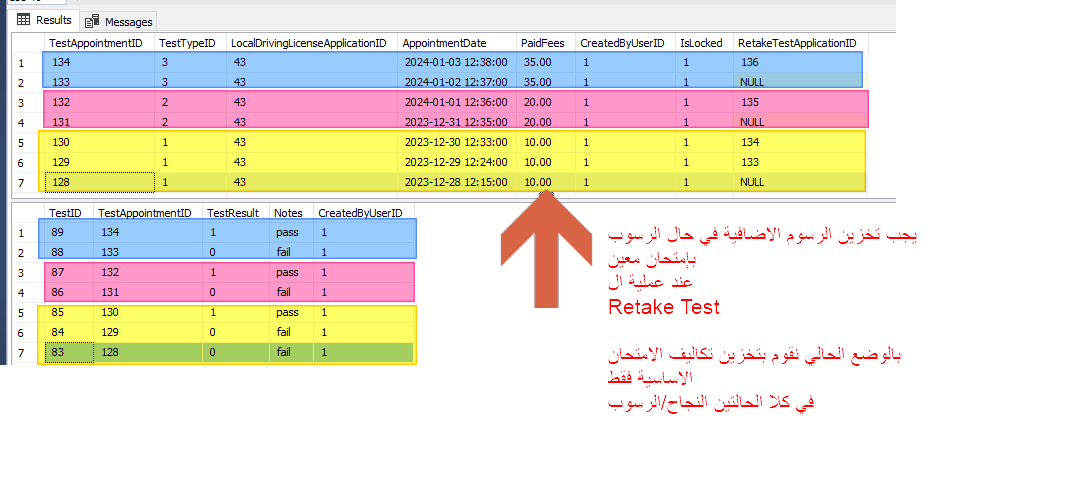 Results Messages
TestAppointmentID TestTypeID LocalDrivingLicenseApplicationID AppointmentDate PaidFees CreatedByUserID IsLocked RetakeTestApplicationID
1 134 3 43 2024-01-03 12:38:00 35.00 1 1 136
2 133 3 43 2024-01-02 12:37:00 35.00 1 1 NULL
3 132 2 43 2024-01-01 12:36:00 20.00 1 1 135
4 131 2 43 2023-12-31 12:35:00 20.00 1 1 NULL
5 130 1 43 2023-12-30 12:33:00 10.00 1 1 134
6 129 1 43 2023-12-29 12:24:00 10.00 1 1 133
7 128 1 43 2023-12-28 12:15:00 10.00 1 1 NULL
TestID TestAppointmentID TestResult Notes CreatedByUserID
1 89 134 1 pass 1
2 88 133 0 fail 1
3 87 132 1 pass 1
4 86 131 0 fail 1
5 85 130 1 pass 1
6 84 129 0 fail 1
7 83 128 0 fail 1
يجب تخزين الرسوم الاضافية في حال الرسوب
بإمتحان معين
عند عملية ال
Retake Test
بالوضع الحالي نقوم بتخزين تكاليف الامتحان
الاساسية فقط
في كلا الحالتين النجاح/الرسوب